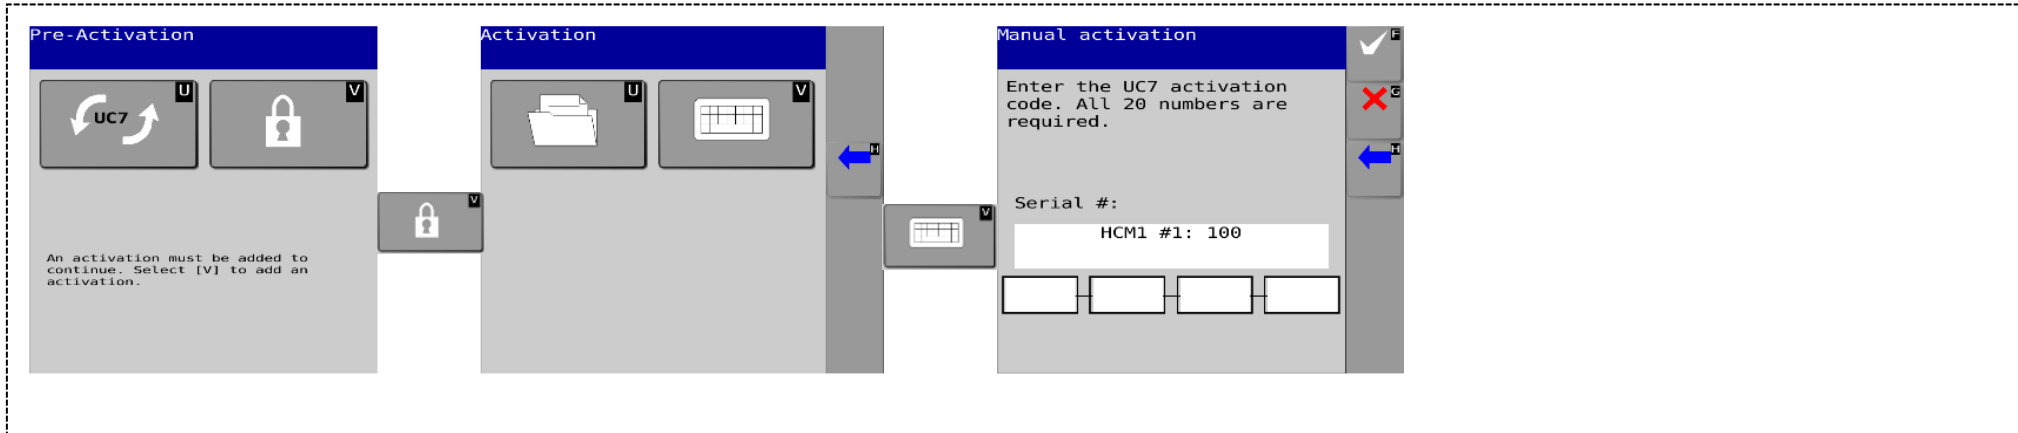 Pre-Activation
U
V
UC7
An activation must be added to
continue. Select [V] to add an
activation.
V
Activation
U
V
H
V
Manual activation
F
G
H
Enter the UC7 activation
code. All 20 numbers are
required.
Serial #:
HCM1 #1: 100